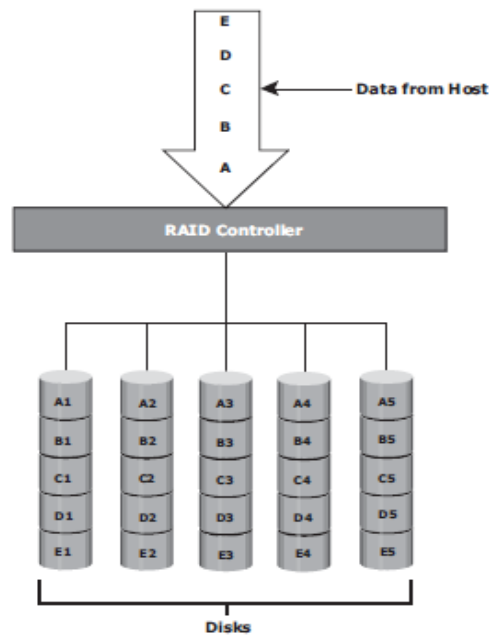 E
D
C
Data from Host
B
A
RAID Controller
A1 A2 A3 A4 A5
B1 B2 B3 B4 B5
C1 C2 C3 C4 C5
D1 D2 D3 D4 D5
E1 E2 E3 E4 E5
Disks